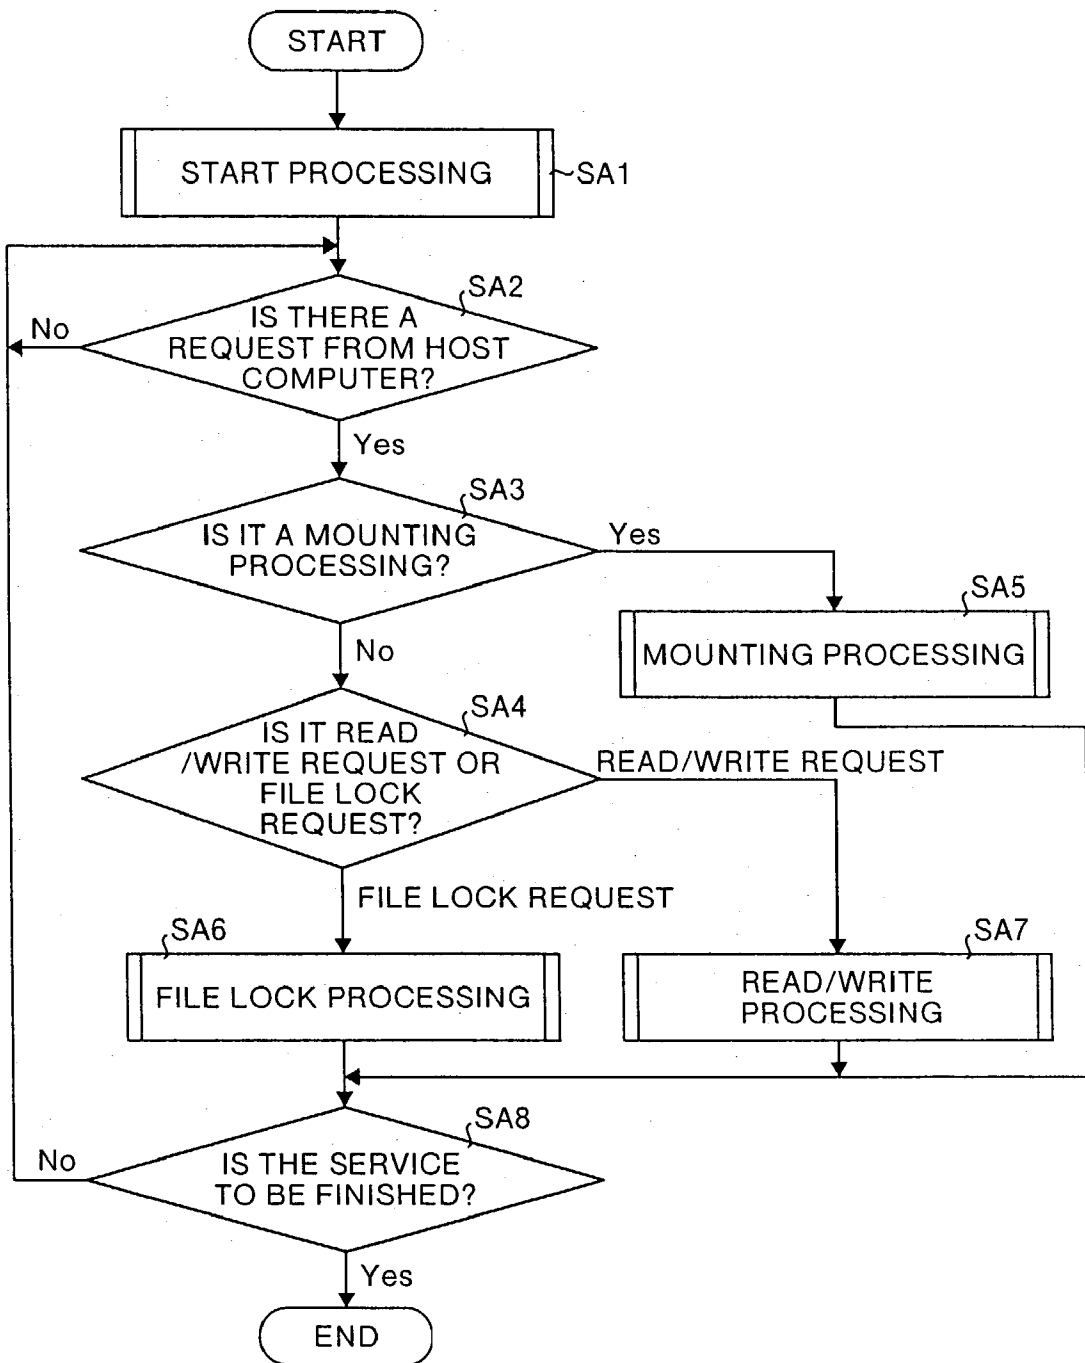 START
START PROCESSING
SA1
SA2
IS THERE A
REQUEST FROM HOST
COMPUTER?
No
Yes
SA3
IS IT A MOUNTING
PROCESSING?
Yes
No
SA5
MOUNTING PROCESSING
SA4
IS IT READ
/WRITE REQUEST OR
FILE LOCK
REQUEST?
READ/WRITE REQUEST
FILE LOCK REQUEST
SA6
FILE LOCK PROCESSING
SA7
READ/WRITE
PROCESSING
SA8
IS THE SERVICE
TO BE FINISHED?
No
Yes
END